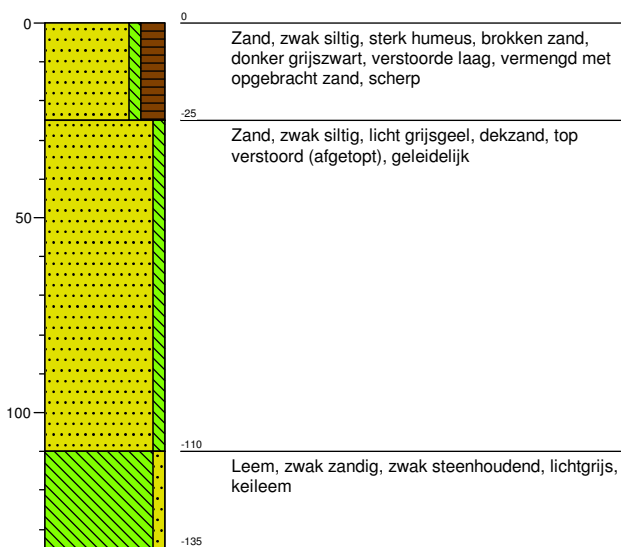 0
0
Zand, zwak siltig, sterk humeus, brokken zand,
donker grijszwart, verstoorde laag, vermengd met
opgebracht zand, scherp
-25
Zand, zwak siltig, licht grijsgeel, dekzand, top
verstoord (afgetopt), geleidelijk
50
100
-110
Leem, zwak zandig, zwak steenhoudend, lichtgrijs,
keileem
-135